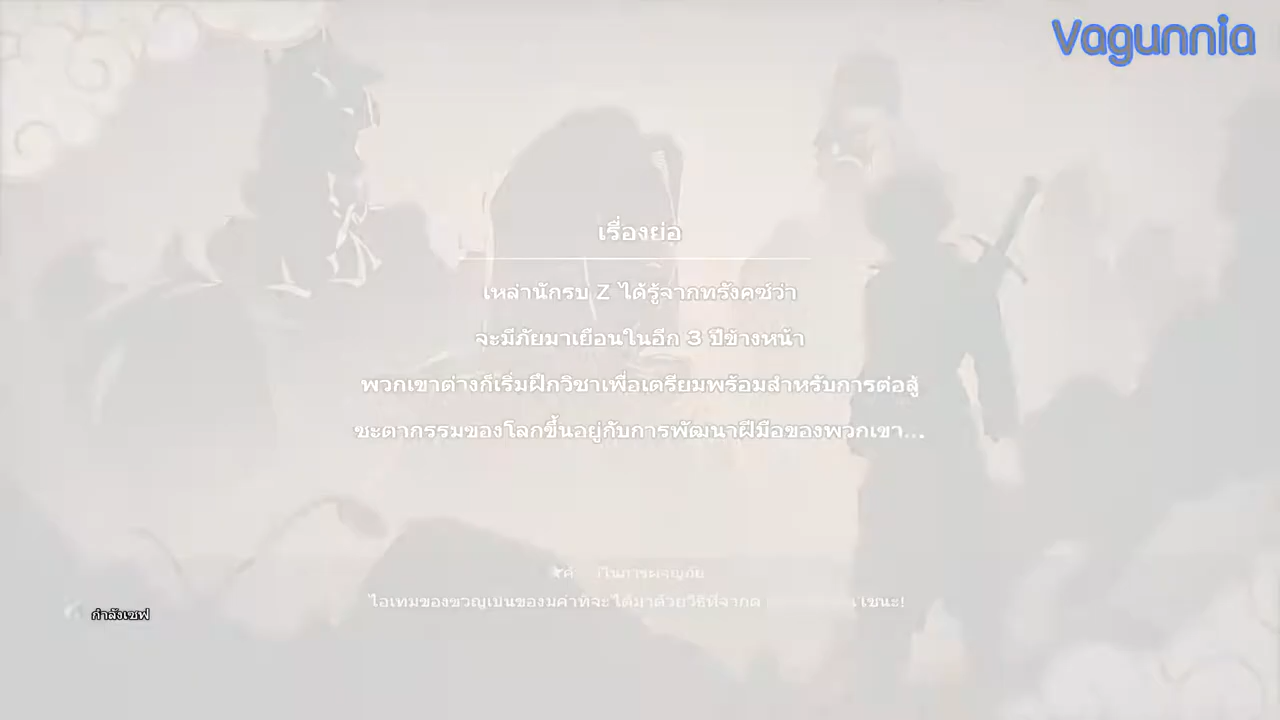 Vagunnia
เรื่องย่อ
เหล่านักรบ Z ได้รู้จากทรังคซ์ว่า
จะมีภัยมาเยือนในอีก 3 ปีข้างหน้า
พวกเขาต่างก็เริ่มฝึกวิชาเพื่อเตรียมพร้อมสำหรับการต่อสู้
ชะตากรรมของโลกขึ้นอยู่กับการพัฒนาฝีมือของพวกเขา...
ในการผจญภัย
ไอเทมของขวัญเป็นของมีค่าที่จะได้มาด้วยวิธีที่จำกัด
กำลังเซฟ